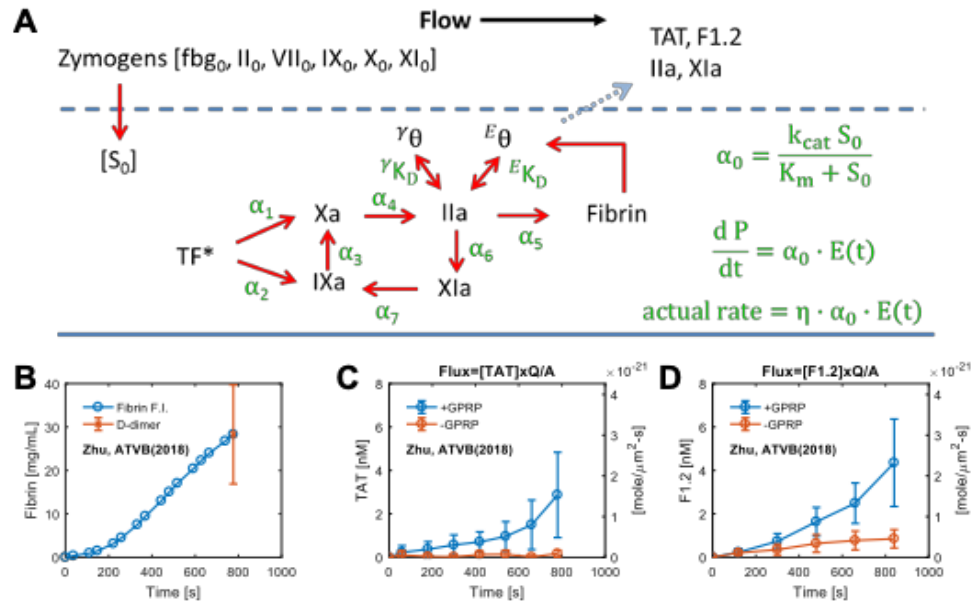 A
Flow
TAT, F1.2
IIa, XIa
Zymogens [fbg₀, II₀, VII₀, IX₀, X₀, XI₀]
[S₀]
γθ
Eθ
γK_D
EK_D
α₁
Xa
α₄
IIa
α₅
Fibrin
TF*
α₃
α₆
α₂
IXa
α₇
XIa
α₀ = k_cat S₀ / K_m + S₀
d P / dt = α₀ · E(t)
actual rate = η · α₀ · E(t)
B
Fibrin [mg/mL]
40
30
20
10
0
Fibrin F.I.
D-dimer
Zhu, ATVB(2018)
0 200 400 600 800 1000
Time [s]
C
Flux=[TAT]xQ/A
×10⁻²¹
TAT [nM]
8
6
4
2
0
+GPRP
-GPRP
Zhu, ATVB(2018)
4
3
2
1
0
[mole/μm²-s]
0 200 400 600 800 1000
Time [s]
D
Flux=[F1.2]xQ/A
×10⁻²¹
F1.2 [nM]
8
6
4
2
0
+GPRP
-GPRP
Zhu, ATVB(2018)
4
3
2
1
0
[mole/μm²-s]
0 200 400 600 800 1000
Time [s]